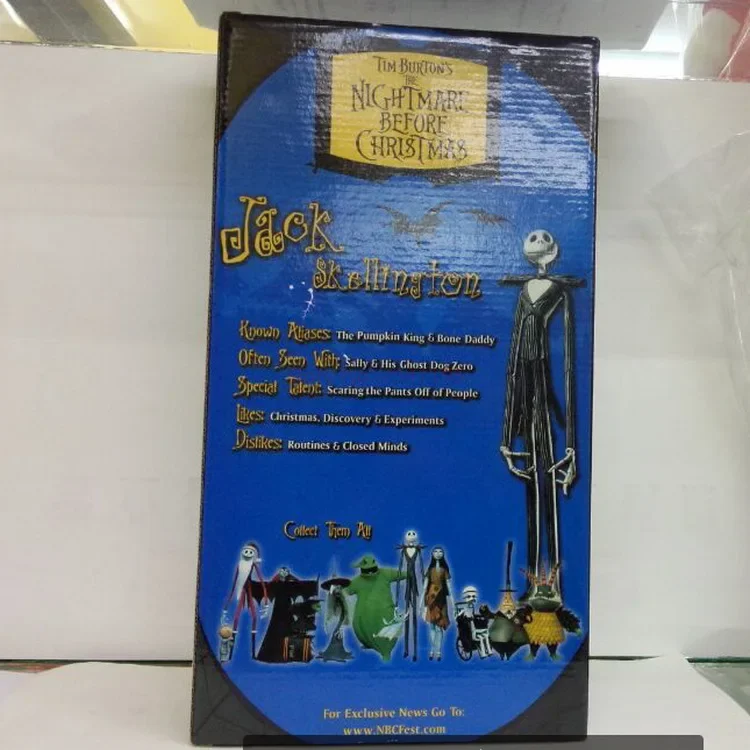 TIM BURTON'S
THE
NIGHTMARE
BEFORE
CHRISTMAS
Jack
Skellington
Known Aliases: The Pumpkin King & Bone Daddy
Often Seen With: Sally & His Ghost Dog Zero
Special Talent: Scaring the Pants Off of People
Likes: Christmas, Discovery & Experiments
Dislikes: Routines & Closed Minds
Collect Them All
For Exclusive News Go To:
www.NBCFest.com